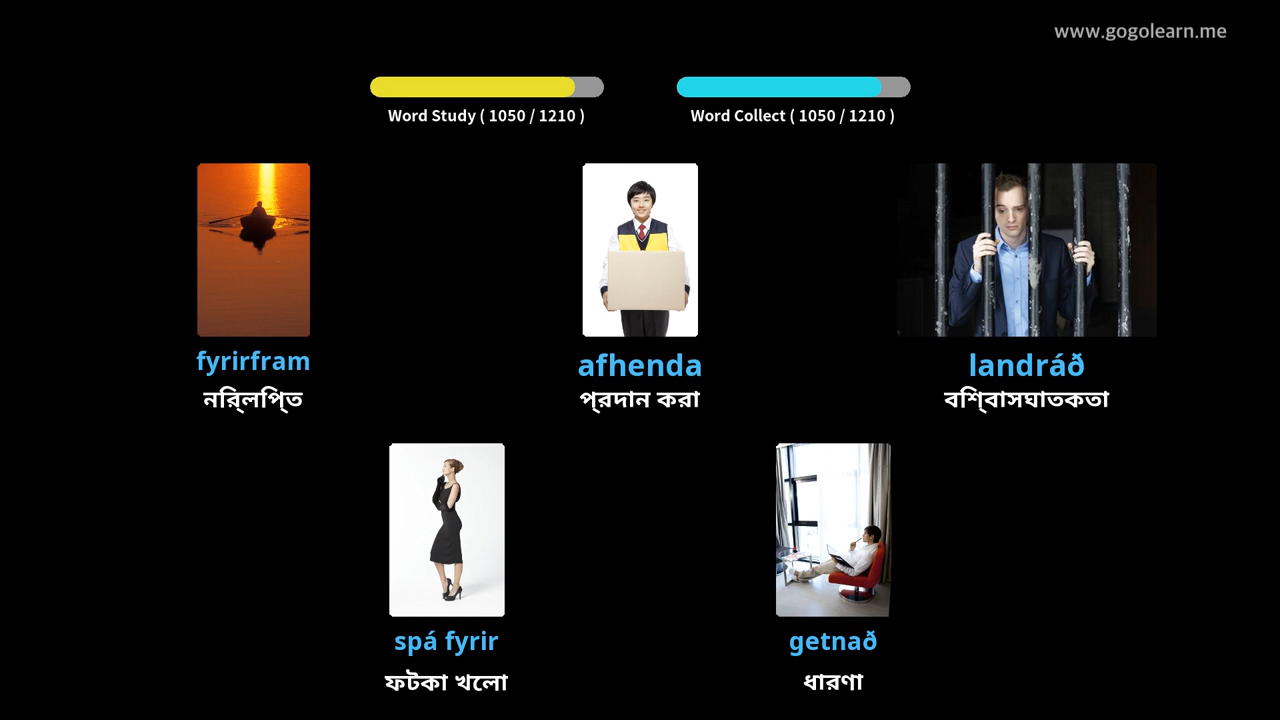 www.gogolearn.me
Word Study ( 1050 / 1210 )
Word Collect ( 1050 / 1210 )
fyrirfram
নির্লিপ্ত
afhenda
প্রদান করা
landráð
বিশ্বাসঘাতকতা
spá fyrir
ফটকা খেলো
getnað
ধারণা